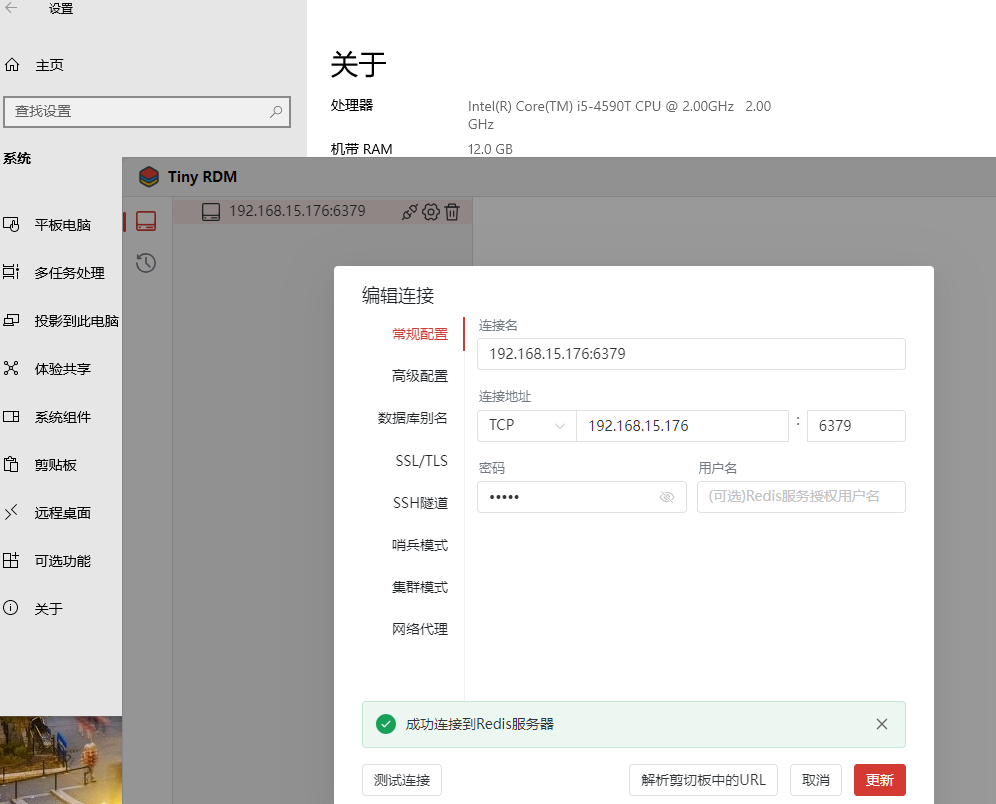 设置
主页
查找设置
系统
平板电脑
多任务处理
投影到此电脑
体验共享
系统组件
剪贴板
远程桌面
可选功能
关于
关于
处理器
Intel(R) Core(TM) i5-4590T CPU @ 2.00GHz 2.00
GHz
机带 RAM
12.0 GB
Tiny RDM
192.168.15.176:6379
编辑连接
常规配置
高级配置
数据库别名
SSL/TLS
SSH隧道
哨兵模式
集群模式
网络代理
连接名
192.168.15.176:6379
连接地址
TCP 192.168.15.176 : 6379
密码 用户名
••••• (可选)Redis服务授权用户名
成功连接到Redis服务器
测试连接 解析剪切板中的URL 取消 更新